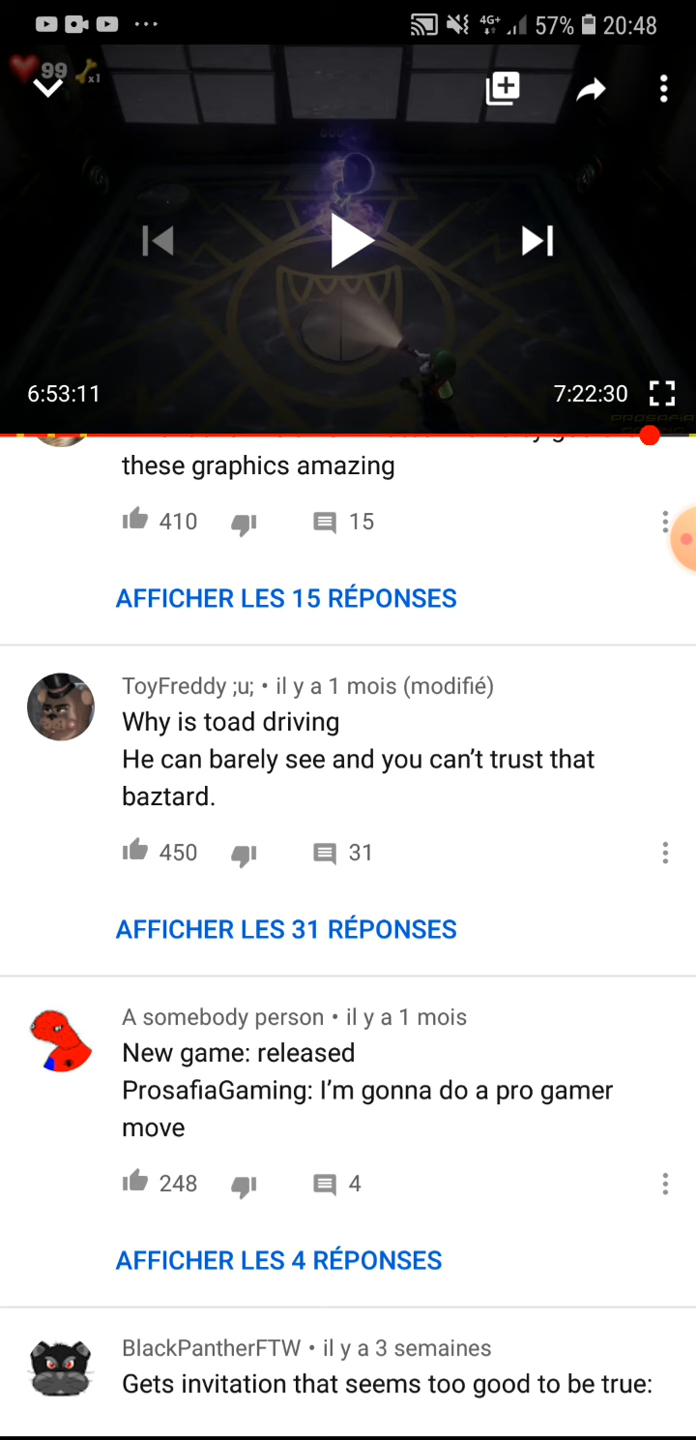 4G+ 57% 20:48
99
x1
6:53:11
7:22:30
PROSAFIA
these graphics amazing
410
15
AFFICHER LES 15 RÉPONSES
ToyFreddy ;u; • il y a 1 mois (modifié)
Why is toad driving
He can barely see and you can’t trust that
baztard.
450
31
AFFICHER LES 31 RÉPONSES
A somebody person • il y a 1 mois
New game: released
ProsafiaGaming: I’m gonna do a pro gamer
move
248
4
AFFICHER LES 4 RÉPONSES
BlackPantherFTW • il y a 3 semaines
Gets invitation that seems too good to be true: